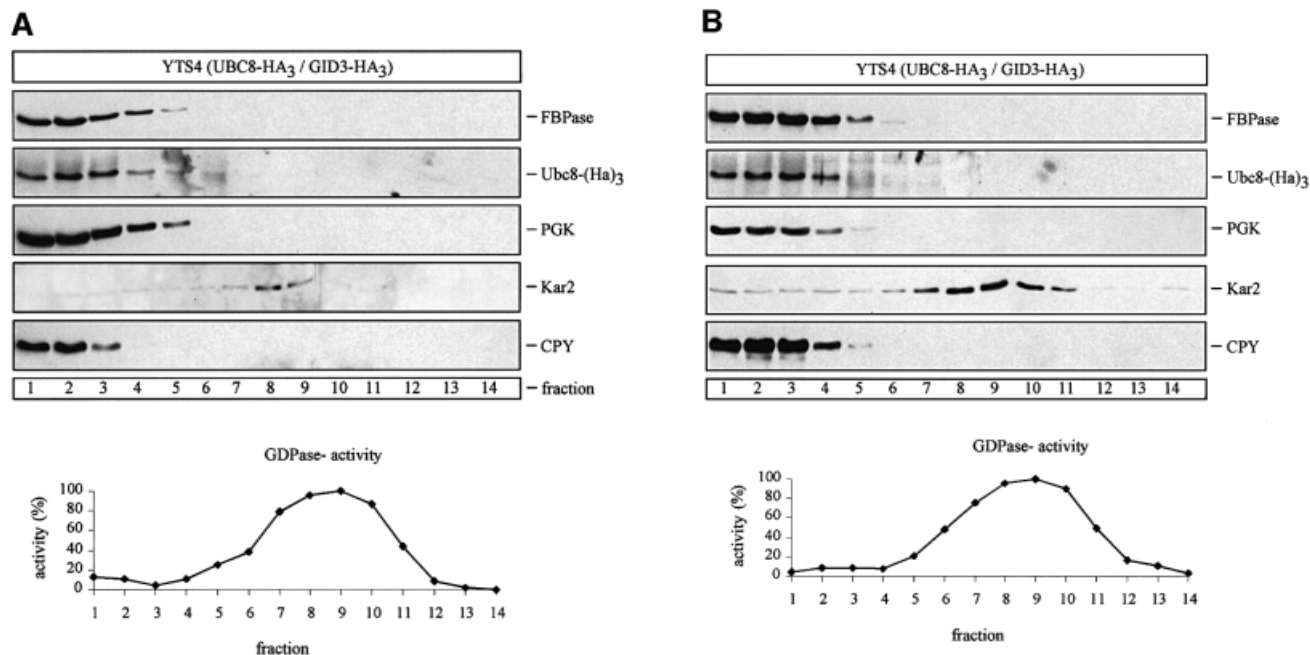 A
YTS4 (UBC8-HA3 / GID3-HA3)
FBPase
Ubc8-(Ha)3
PGK
Kar2
CPY
1 2 3 4 5 6 7 8 9 10 11 12 13 14 fraction
GDPase- activity
activity (%)
100
80
60
40
20
0
1 2 3 4 5 6 7 8 9 10 11 12 13 14
fraction
B
YTS4 (UBC8-HA3 / GID3-HA3)
FBPase
Ubc8-(Ha)3
PGK
Kar2
CPY
1 2 3 4 5 6 7 8 9 10 11 12 13 14 fraction
GDPase- activity
activity (%)
100
80
60
40
20
0
1 2 3 4 5 6 7 8 9 10 11 12 13 14
fraction